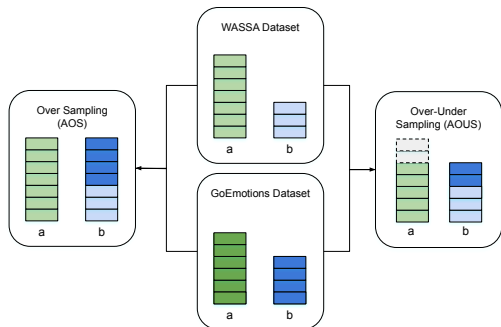 WASSA Dataset
a
b
Over Sampling
(AOS)
a
b
Over-Under
Sampling (AOUS)
a
b
GoEmotions Dataset
a
b